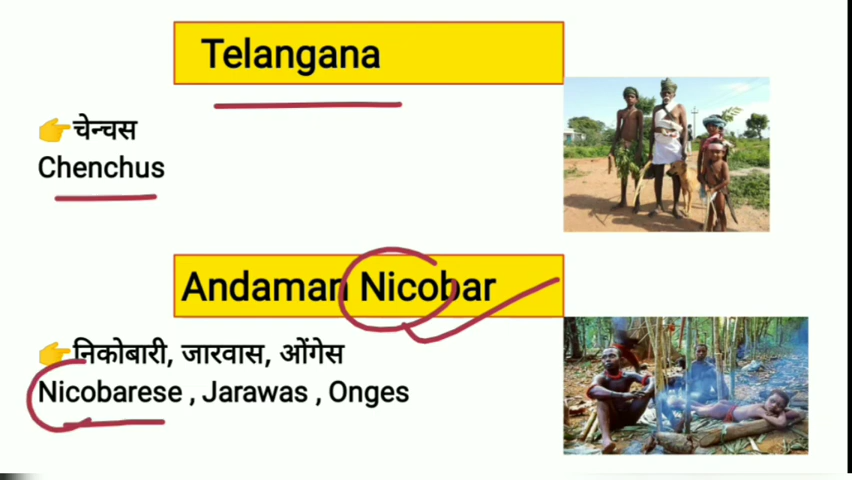 Telangana
👉चेन्चस
Chenchus
Andaman Nicobar
👉निकोबारी, जारवास, ओंगेस
Nicobarese , Jarawas , Onges